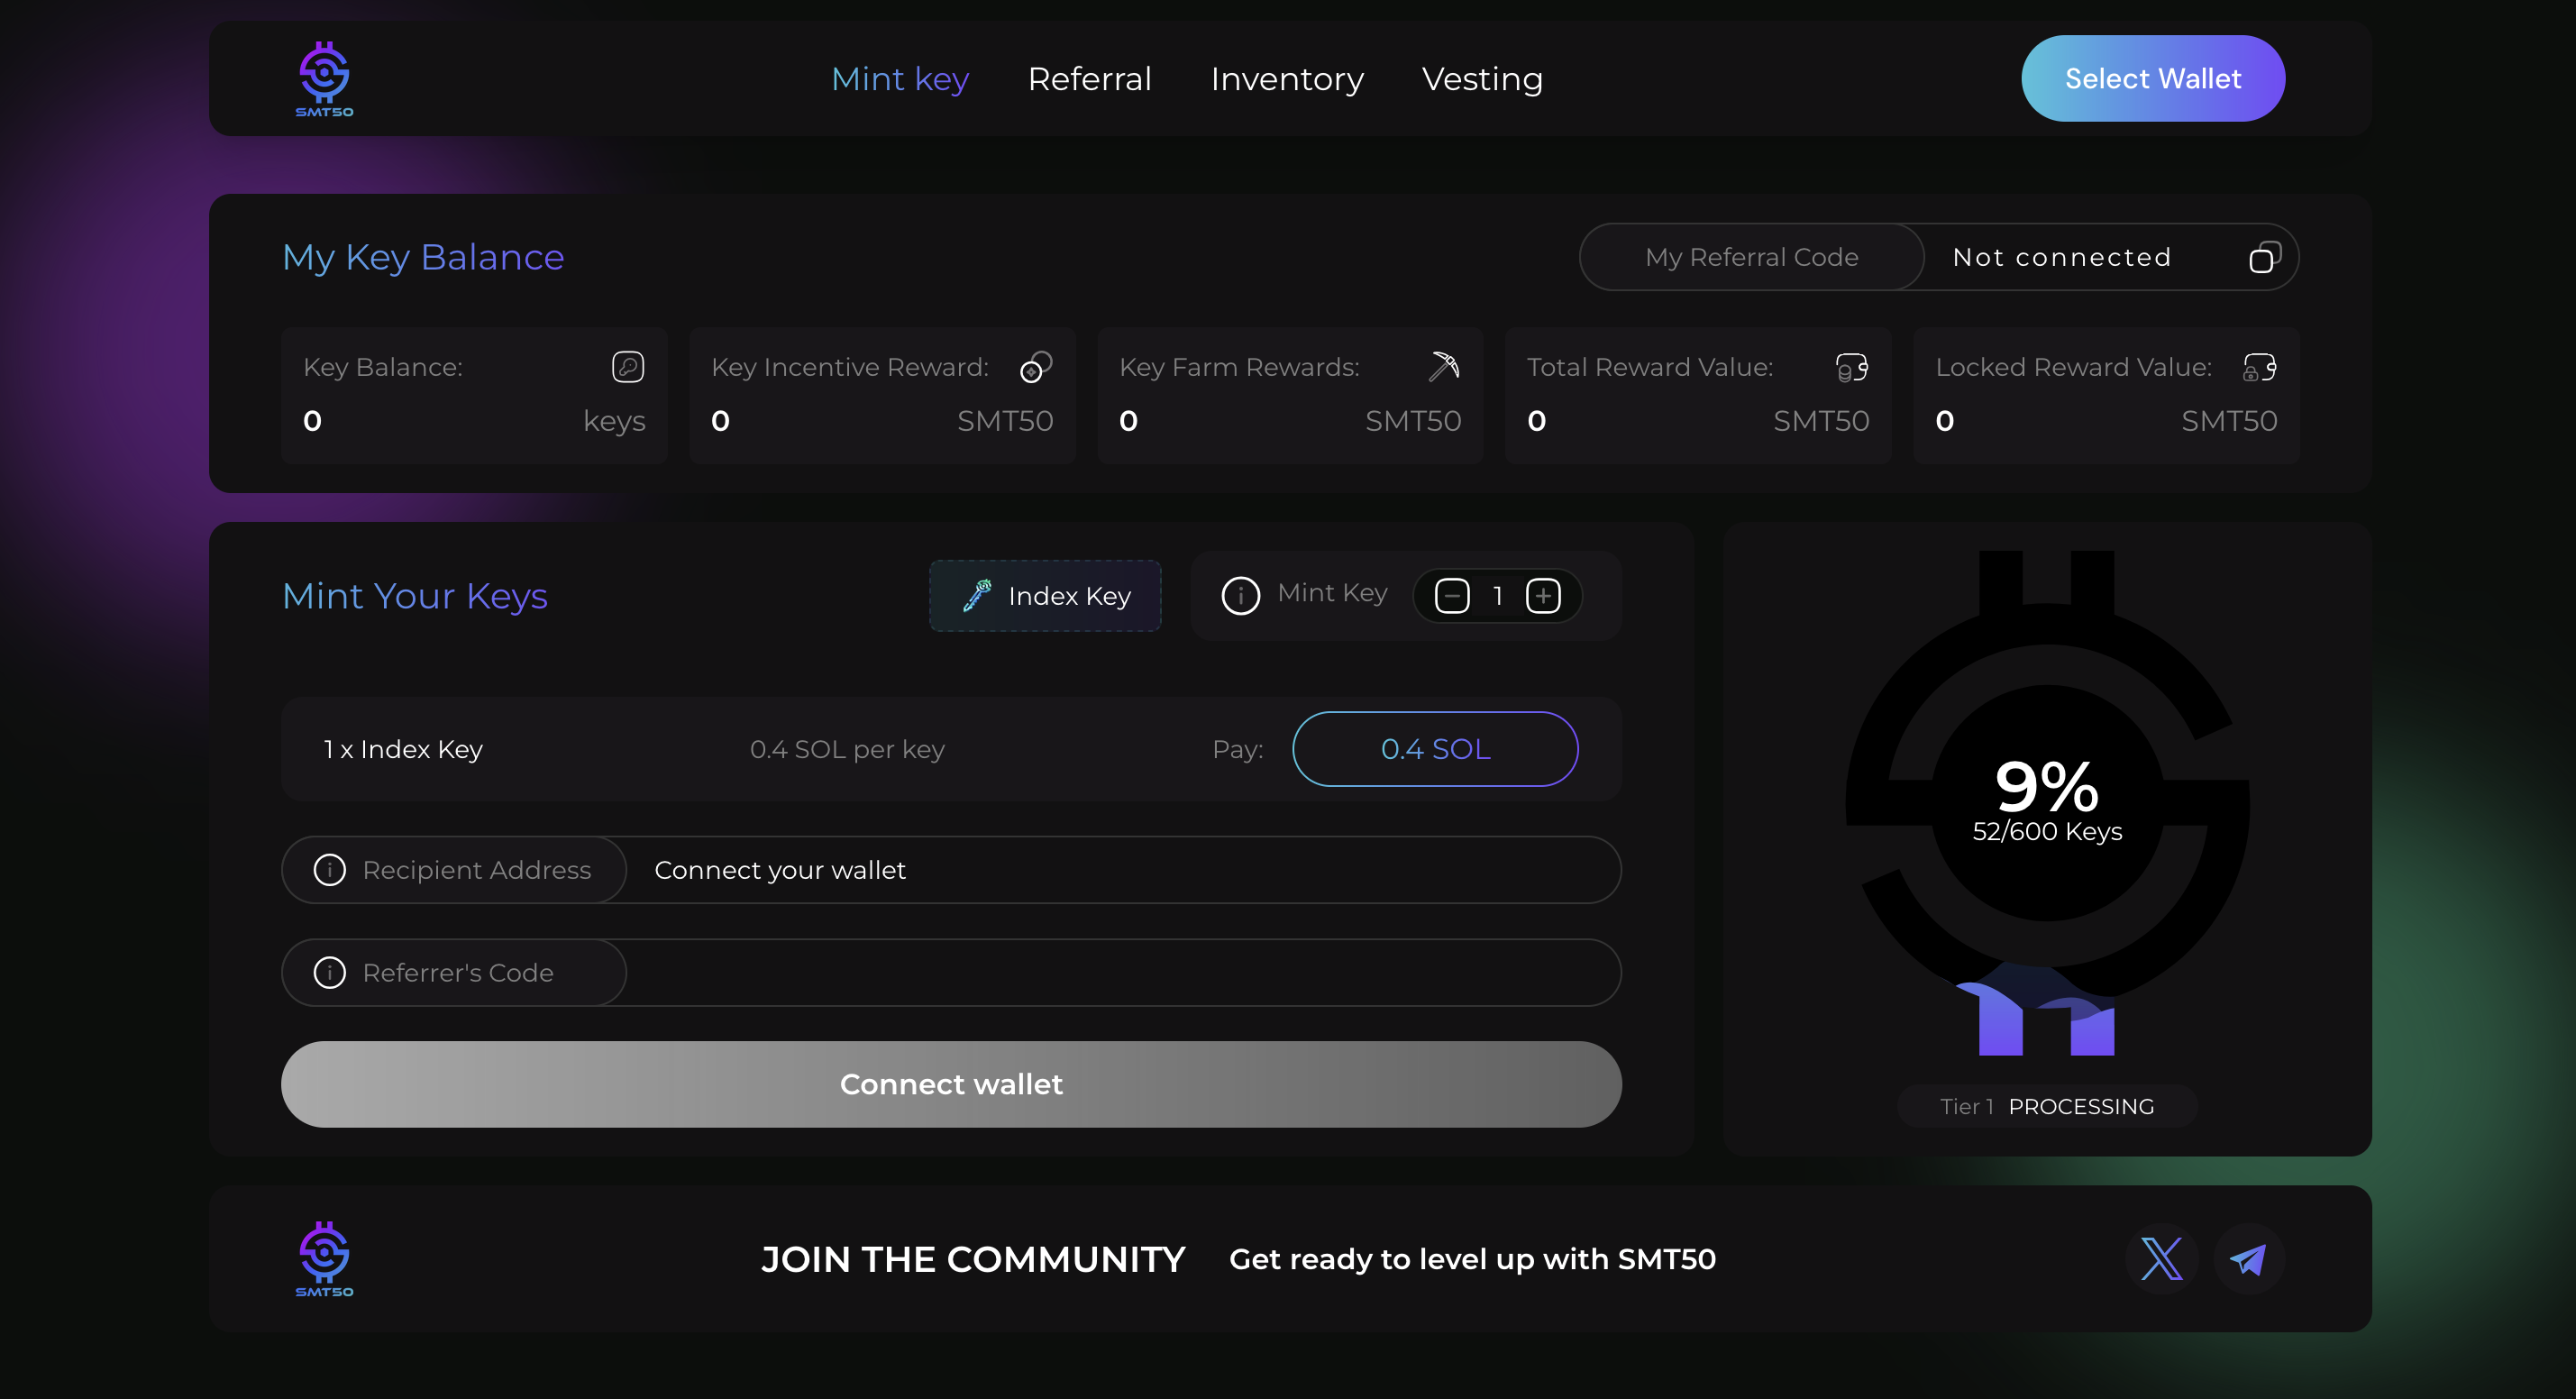 SMT50
Mint key Referral Inventory Vesting
Select Wallet
My Key Balance
My Referral Code Not connected
Key Balance:
0 keys
Key Incentive Reward:
0 SMT50
Key Farm Rewards:
0 SMT50
Total Reward Value:
0 SMT50
Locked Reward Value:
0 SMT50
Mint Your Keys
Index Key
Mint Key 1
1 x Index Key 0.4 SOL per key Pay: 0.4 SOL
Recipient Address Connect your wallet
Referrer's Code
Connect wallet
9%
52/600 Keys
Tier 1 PROCESSING
SMT50
JOIN THE COMMUNITY Get ready to level up with SMT50